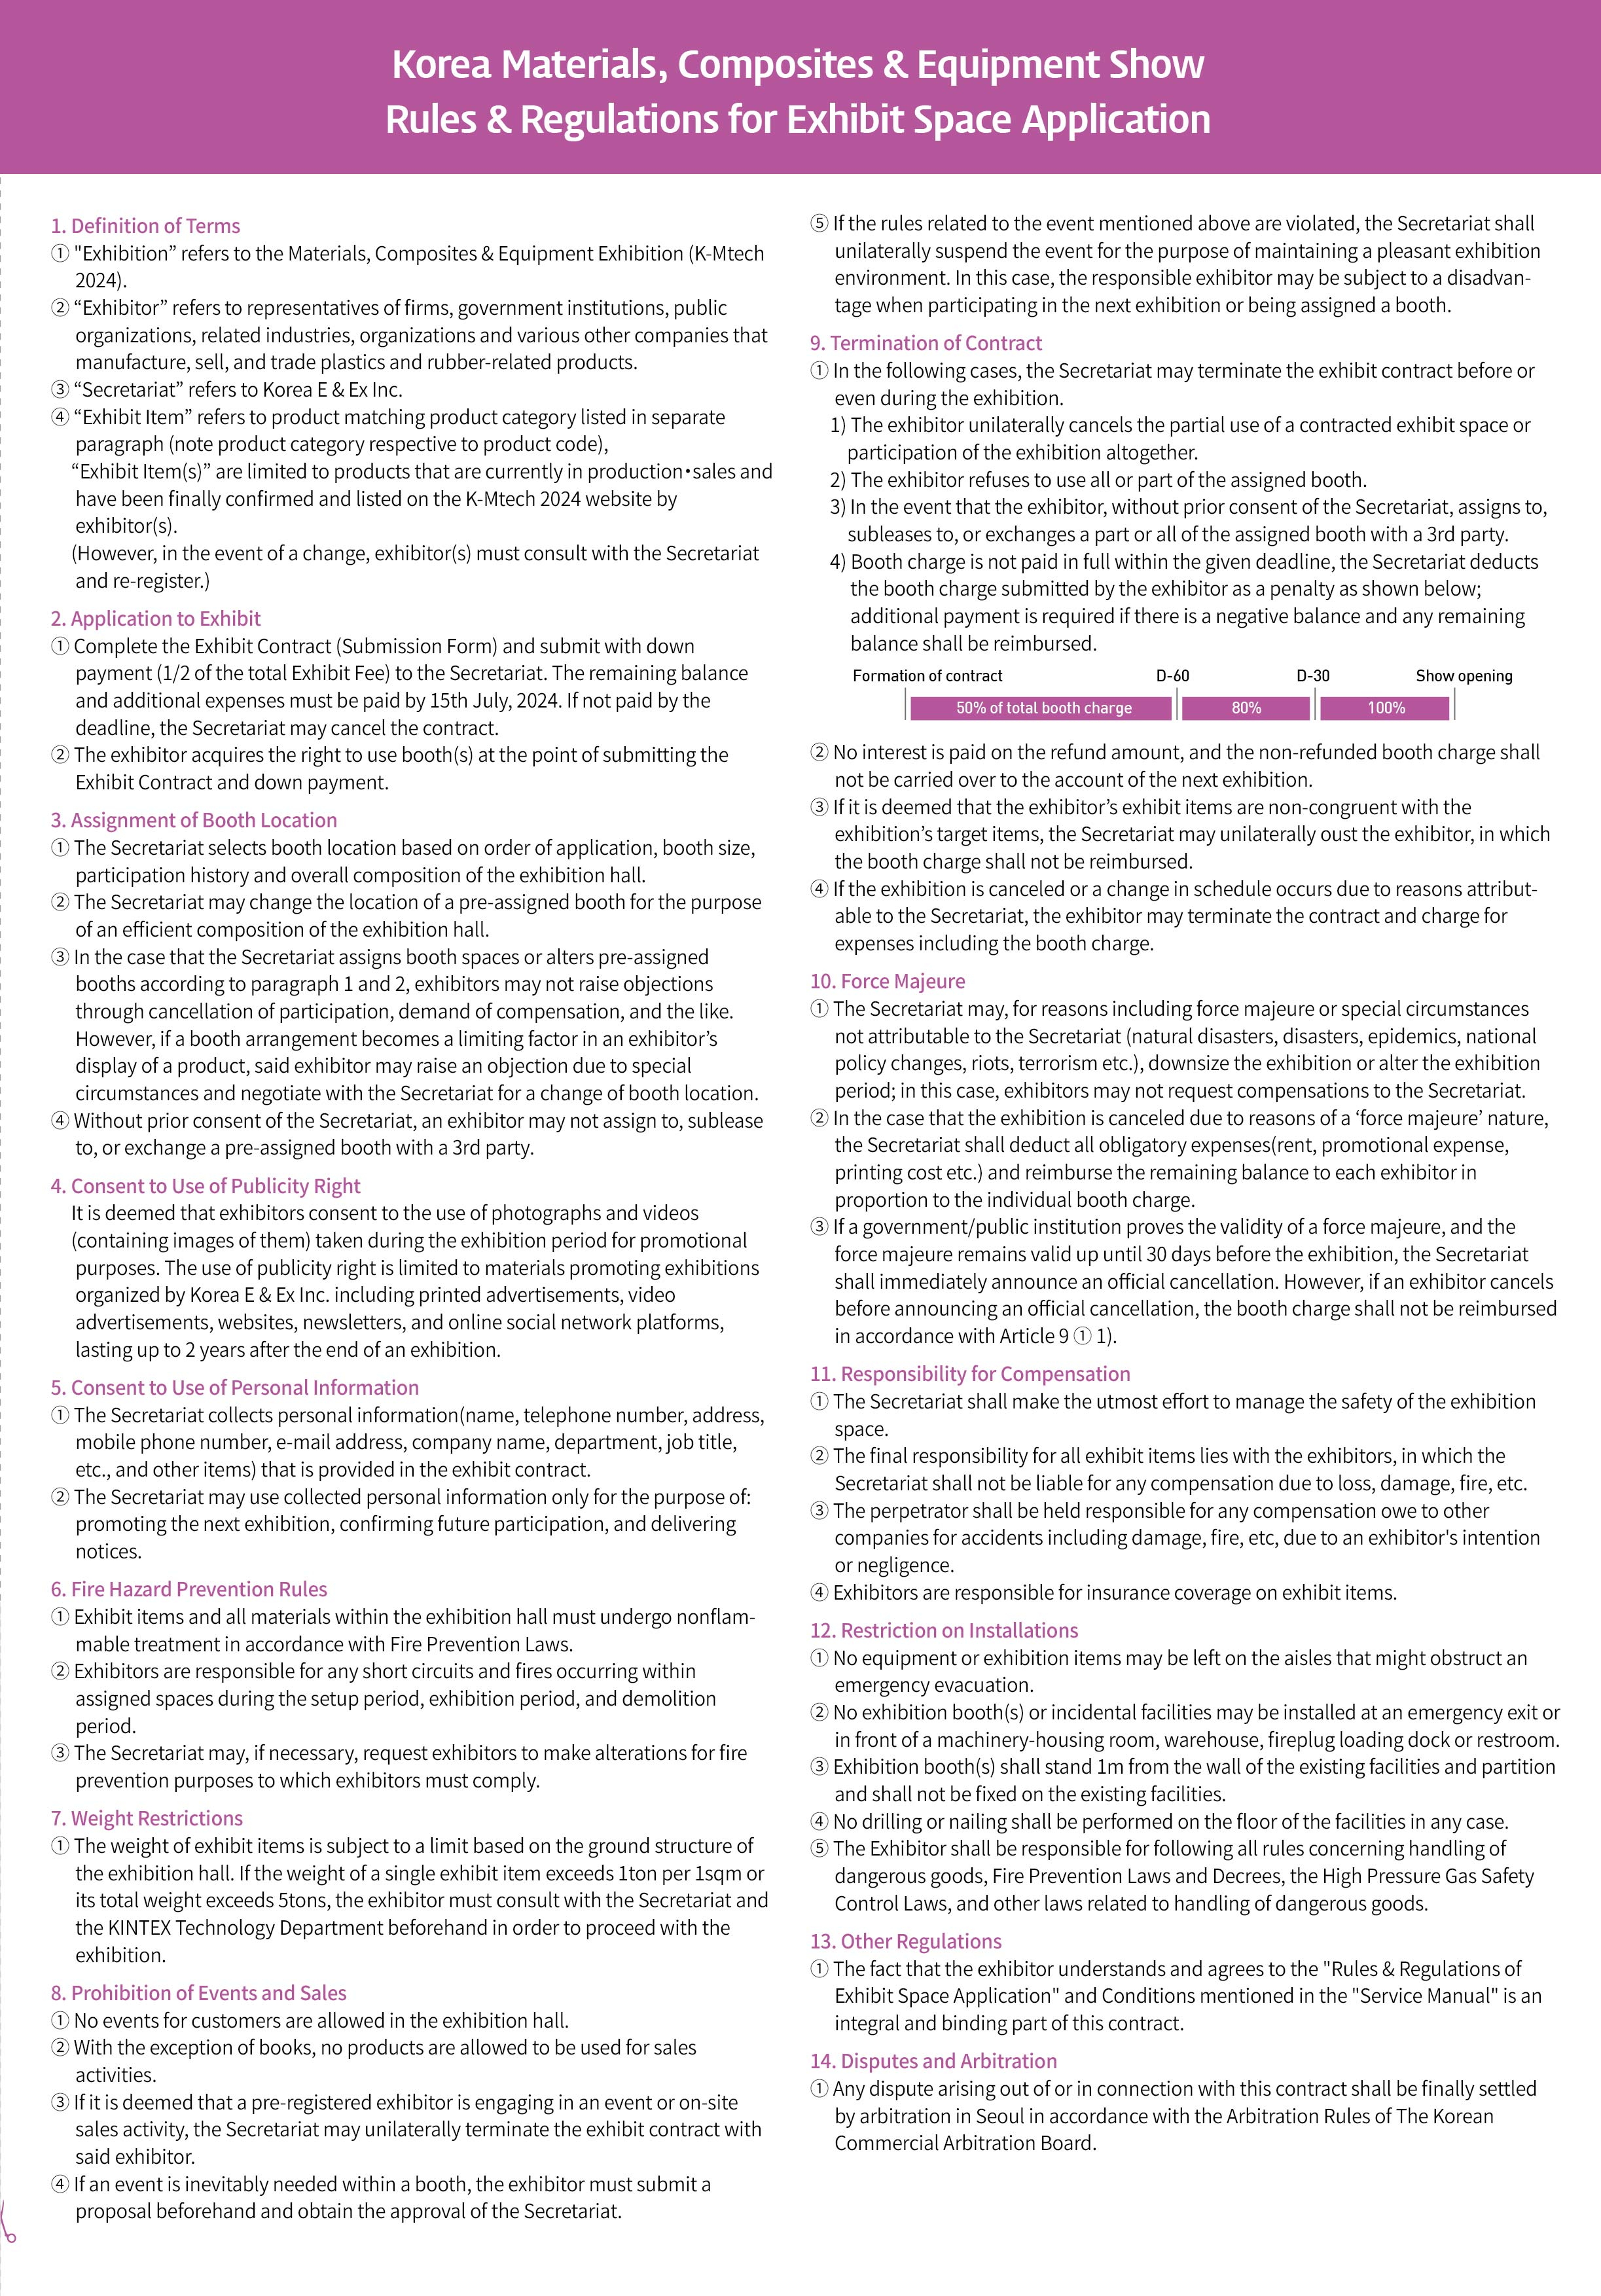 Korea Materials, Composites & Equipment Show
Rules & Regulations for Exhibit Space Application
1. Definition of Terms
① "Exhibition” refers to the Materials, Composites & Equipment Exhibition (K-Mtech
2024).
② “Exhibitor” refers to representatives of firms, government institutions, public
organizations, related industries, organizations and various other companies that
manufacture, sell, and trade plastics and rubber-related products.
③ “Secretariat” refers to Korea E & Ex Inc.
④ “Exhibit Item” refers to product matching product category listed in separate
paragraph (note product category respective to product code),
“Exhibit Item(s)” are limited to products that are currently in production•sales and
have been finally confirmed and listed on the K-Mtech 2024 website by
exhibitor(s).
(However, in the event of a change, exhibitor(s) must consult with the Secretariat
and re-register.)
2. Application to Exhibit
① Complete the Exhibit Contract (Submission Form) and submit with down
payment (1/2 of the total Exhibit Fee) to the Secretariat. The remaining balance
and additional expenses must be paid by 15th July, 2024. If not paid by the
deadline, the Secretariat may cancel the contract.
② The exhibitor acquires the right to use booth(s) at the point of submitting the
Exhibit Contract and down payment.
3. Assignment of Booth Location
① The Secretariat selects booth location based on order of application, booth size,
participation history and overall composition of the exhibition hall.
② The Secretariat may change the location of a pre-assigned booth for the purpose
of an efficient composition of the exhibition hall.
③ In the case that the Secretariat assigns booth spaces or alters pre-assigned
booths according to paragraph 1 and 2, exhibitors may not raise objections
through cancellation of participation, demand of compensation, and the like.
However, if a booth arrangement becomes a limiting factor in an exhibitor’s
display of a product, said exhibitor may raise an objection due to special
circumstances and negotiate with the Secretariat for a change of booth location.
④ Without prior consent of the Secretariat, an exhibitor may not assign to, sublease
to, or exchange a pre-assigned booth with a 3rd party.
4. Consent to Use of Publicity Right
It is deemed that exhibitors consent to the use of photographs and videos
(containing images of them) taken during the exhibition period for promotional
purposes. The use of publicity right is limited to materials promoting exhibitions
organized by Korea E & Ex Inc. including printed advertisements, video
advertisements, websites, newsletters, and online social network platforms,
lasting up to 2 years after the end of an exhibition.
5. Consent to Use of Personal Information
① The Secretariat collects personal information(name, telephone number, address,
mobile phone number, e-mail address, company name, department, job title,
etc., and other items) that is provided in the exhibit contract.
② The Secretariat may use collected personal information only for the purpose of:
promoting the next exhibition, confirming future participation, and delivering
notices.
6. Fire Hazard Prevention Rules
① Exhibit items and all materials within the exhibition hall must undergo nonflam-
mable treatment in accordance with Fire Prevention Laws.
② Exhibitors are responsible for any short circuits and fires occurring within
assigned spaces during the setup period, exhibition period, and demolition
period.
③ The Secretariat may, if necessary, request exhibitors to make alterations for fire
prevention purposes to which exhibitors must comply.
7. Weight Restrictions
① The weight of exhibit items is subject to a limit based on the ground structure of
the exhibition hall. If the weight of a single exhibit item exceeds 1ton per 1sqm or
its total weight exceeds 5tons, the exhibitor must consult with the Secretariat and
the KINTEX Technology Department beforehand in order to proceed with the
exhibition.
8. Prohibition of Events and Sales
① No events for customers are allowed in the exhibition hall.
② With the exception of books, no products are allowed to be used for sales
activities.
③ If it is deemed that a pre-registered exhibitor is engaging in an event or on-site
sales activity, the Secretariat may unilaterally terminate the exhibit contract with
said exhibitor.
④ If an event is inevitably needed within a booth, the exhibitor must submit a
proposal beforehand and obtain the approval of the Secretariat.
⑤ If the rules related to the event mentioned above are violated, the Secretariat shall
unilaterally suspend the event for the purpose of maintaining a pleasant exhibition
environment. In this case, the responsible exhibitor may be subject to a disadvan-
tage when participating in the next exhibition or being assigned a booth.
9. Termination of Contract
① In the following cases, the Secretariat may terminate the exhibit contract before or
even during the exhibition.
1) The exhibitor unilaterally cancels the partial use of a contracted exhibit space or
participation of the exhibition altogether.
2) The exhibitor refuses to use all or part of the assigned booth.
3) In the event that the exhibitor, without prior consent of the Secretariat, assigns to,
subleases to, or exchanges a part or all of the assigned booth with a 3rd party.
4) Booth charge is not paid in full within the given deadline, the Secretariat deducts
the booth charge submitted by the exhibitor as a penalty as shown below;
additional payment is required if there is a negative balance and any remaining
balance shall be reimbursed.
Formation of contract D-60 D-30 Show opening
50% of total booth charge 80% 100%
② No interest is paid on the refund amount, and the non-refunded booth charge shall
not be carried over to the account of the next exhibition.
③ If it is deemed that the exhibitor’s exhibit items are non-congruent with the
exhibition’s target items, the Secretariat may unilaterally oust the exhibitor, in which
the booth charge shall not be reimbursed.
④ If the exhibition is canceled or a change in schedule occurs due to reasons attribut-
able to the Secretariat, the exhibitor may terminate the contract and charge for
expenses including the booth charge.
10. Force Majeure
① The Secretariat may, for reasons including force majeure or special circumstances
not attributable to the Secretariat (natural disasters, disasters, epidemics, national
policy changes, riots, terrorism etc.), downsize the exhibition or alter the exhibition
period; in this case, exhibitors may not request compensations to the Secretariat.
② In the case that the exhibition is canceled due to reasons of a ‘force majeure’ nature,
the Secretariat shall deduct all obligatory expenses(rent, promotional expense,
printing cost etc.) and reimburse the remaining balance to each exhibitor in
proportion to the individual booth charge.
③ If a government/public institution proves the validity of a force majeure, and the
force majeure remains valid up until 30 days before the exhibition, the Secretariat
shall immediately announce an official cancellation. However, if an exhibitor cancels
before announcing an official cancellation, the booth charge shall not be reimbursed
in accordance with Article 9 ① 1).
11. Responsibility for Compensation
① The Secretariat shall make the utmost effort to manage the safety of the exhibition
space.
② The final responsibility for all exhibit items lies with the exhibitors, in which the
Secretariat shall not be liable for any compensation due to loss, damage, fire, etc.
③ The perpetrator shall be held responsible for any compensation owe to other
companies for accidents including damage, fire, etc, due to an exhibitor's intention
or negligence.
④ Exhibitors are responsible for insurance coverage on exhibit items.
12. Restriction on Installations
① No equipment or exhibition items may be left on the aisles that might obstruct an
emergency evacuation.
② No exhibition booth(s) or incidental facilities may be installed at an emergency exit or
in front of a machinery-housing room, warehouse, fireplug loading dock or restroom.
③ Exhibition booth(s) shall stand 1m from the wall of the existing facilities and partition
and shall not be fixed on the existing facilities.
④ No drilling or nailing shall be performed on the floor of the facilities in any case.
⑤ The Exhibitor shall be responsible for following all rules concerning handling of
dangerous goods, Fire Prevention Laws and Decrees, the High Pressure Gas Safety
Control Laws, and other laws related to handling of dangerous goods.
13. Other Regulations
① The fact that the exhibitor understands and agrees to the "Rules & Regulations of
Exhibit Space Application" and Conditions mentioned in the "Service Manual" is an
integral and binding part of this contract.
14. Disputes and Arbitration
① Any dispute arising out of or in connection with this contract shall be finally settled
by arbitration in Seoul in accordance with the Arbitration Rules of The Korean
Commercial Arbitration Board.